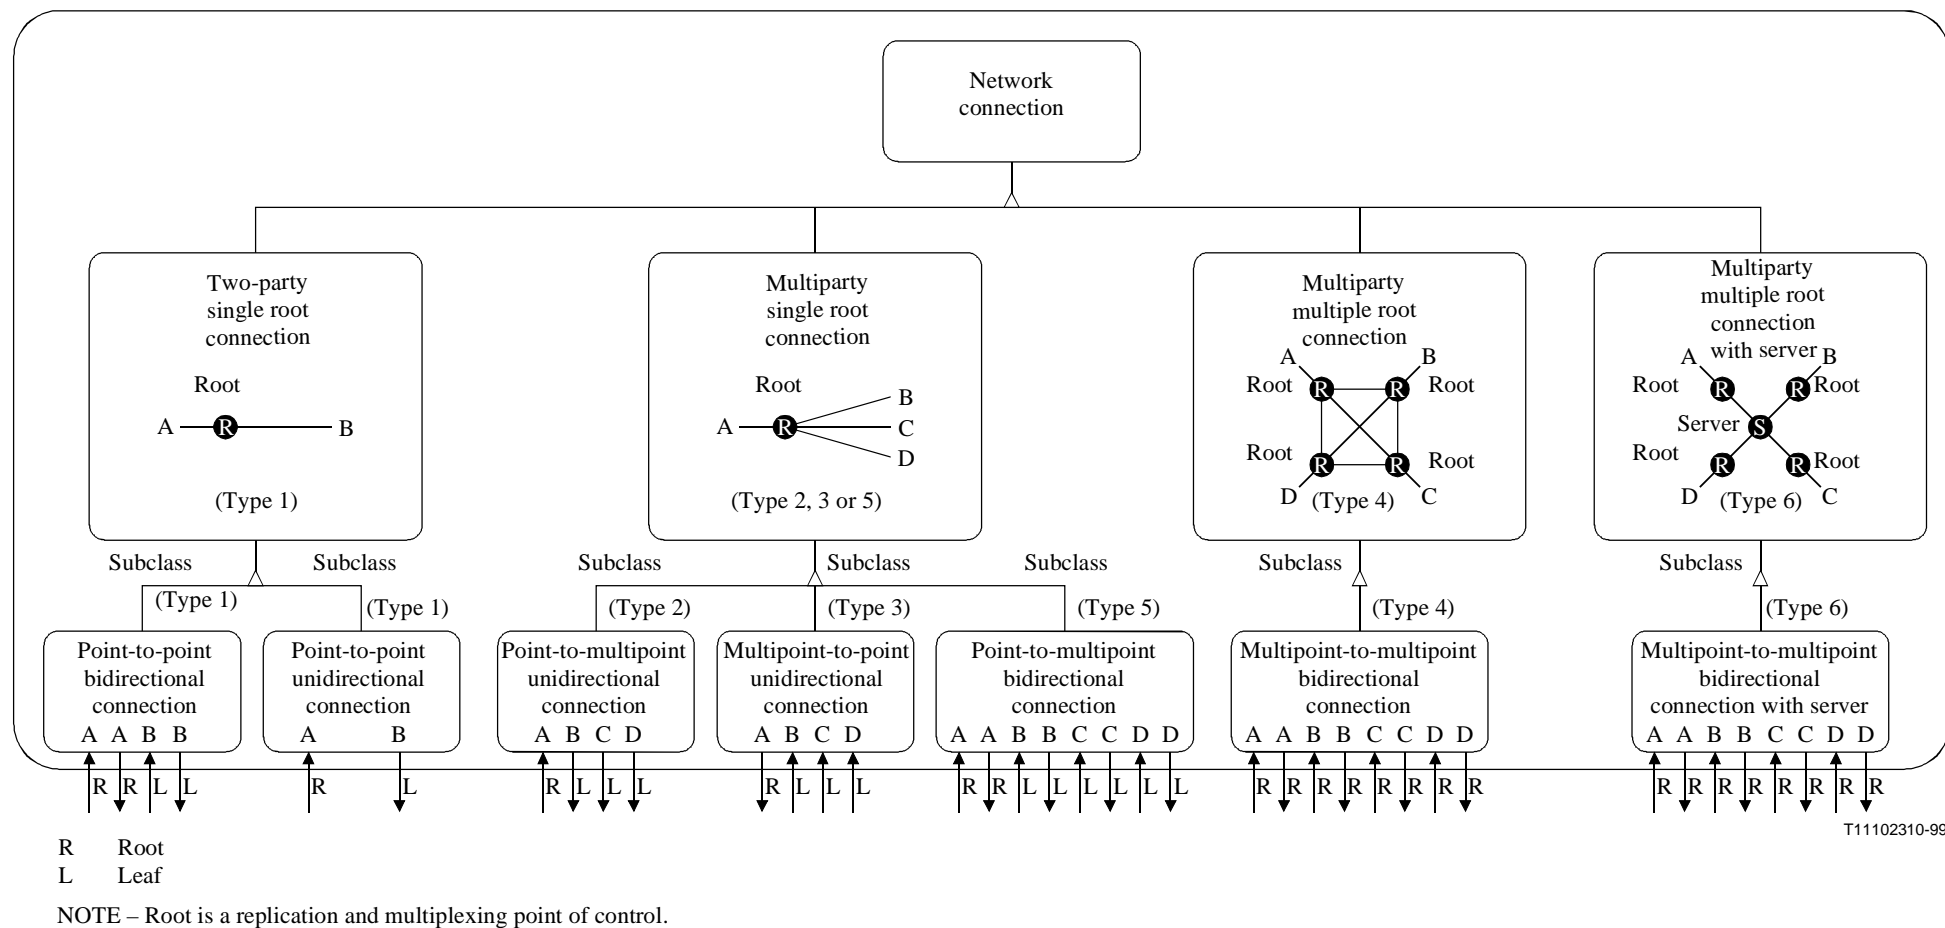 Network
connection
Two-party
single root
connection
Root
A R B
(Type 1)
Multiparty
single root
connection
Root
B
A R C
D
(Type 2, 3 or 5)
Multiparty
multiple root
connection
A B
Root R R Root
Root R R Root
D (Type 4) C
Multiparty
multiple root
connection
with server
A B
Root R R Root
Server S
Root R R Root
D (Type 6) C
Subclass Subclass
(Type 1) (Type 1)
Subclass Subclass Subclass
(Type 2) (Type 3) (Type 5)
Subclass
(Type 4)
Subclass
(Type 6)
Point-to-point
bidirectional
connection
A A B B
R R L L
Point-to-point
unidirectional
connection
A B
R L
Point-to-multipoint
unidirectional
connection
A B C D
R L L L
Multipoint-to-point
unidirectional
connection
A B C D
R L L L
Point-to-multipoint
bidirectional
connection
A A B B C C D D
R R L L L L L L
Multipoint-to-multipoint
bidirectional
connection
A A B B C C D D
R R R R R R R R
Multipoint-to-multipoint
bidirectional
connection with server
A A B B C C D D
R R R R R R R R
T11102310-99
R Root
L Leaf
NOTE – Root is a replication and multiplexing point of control.